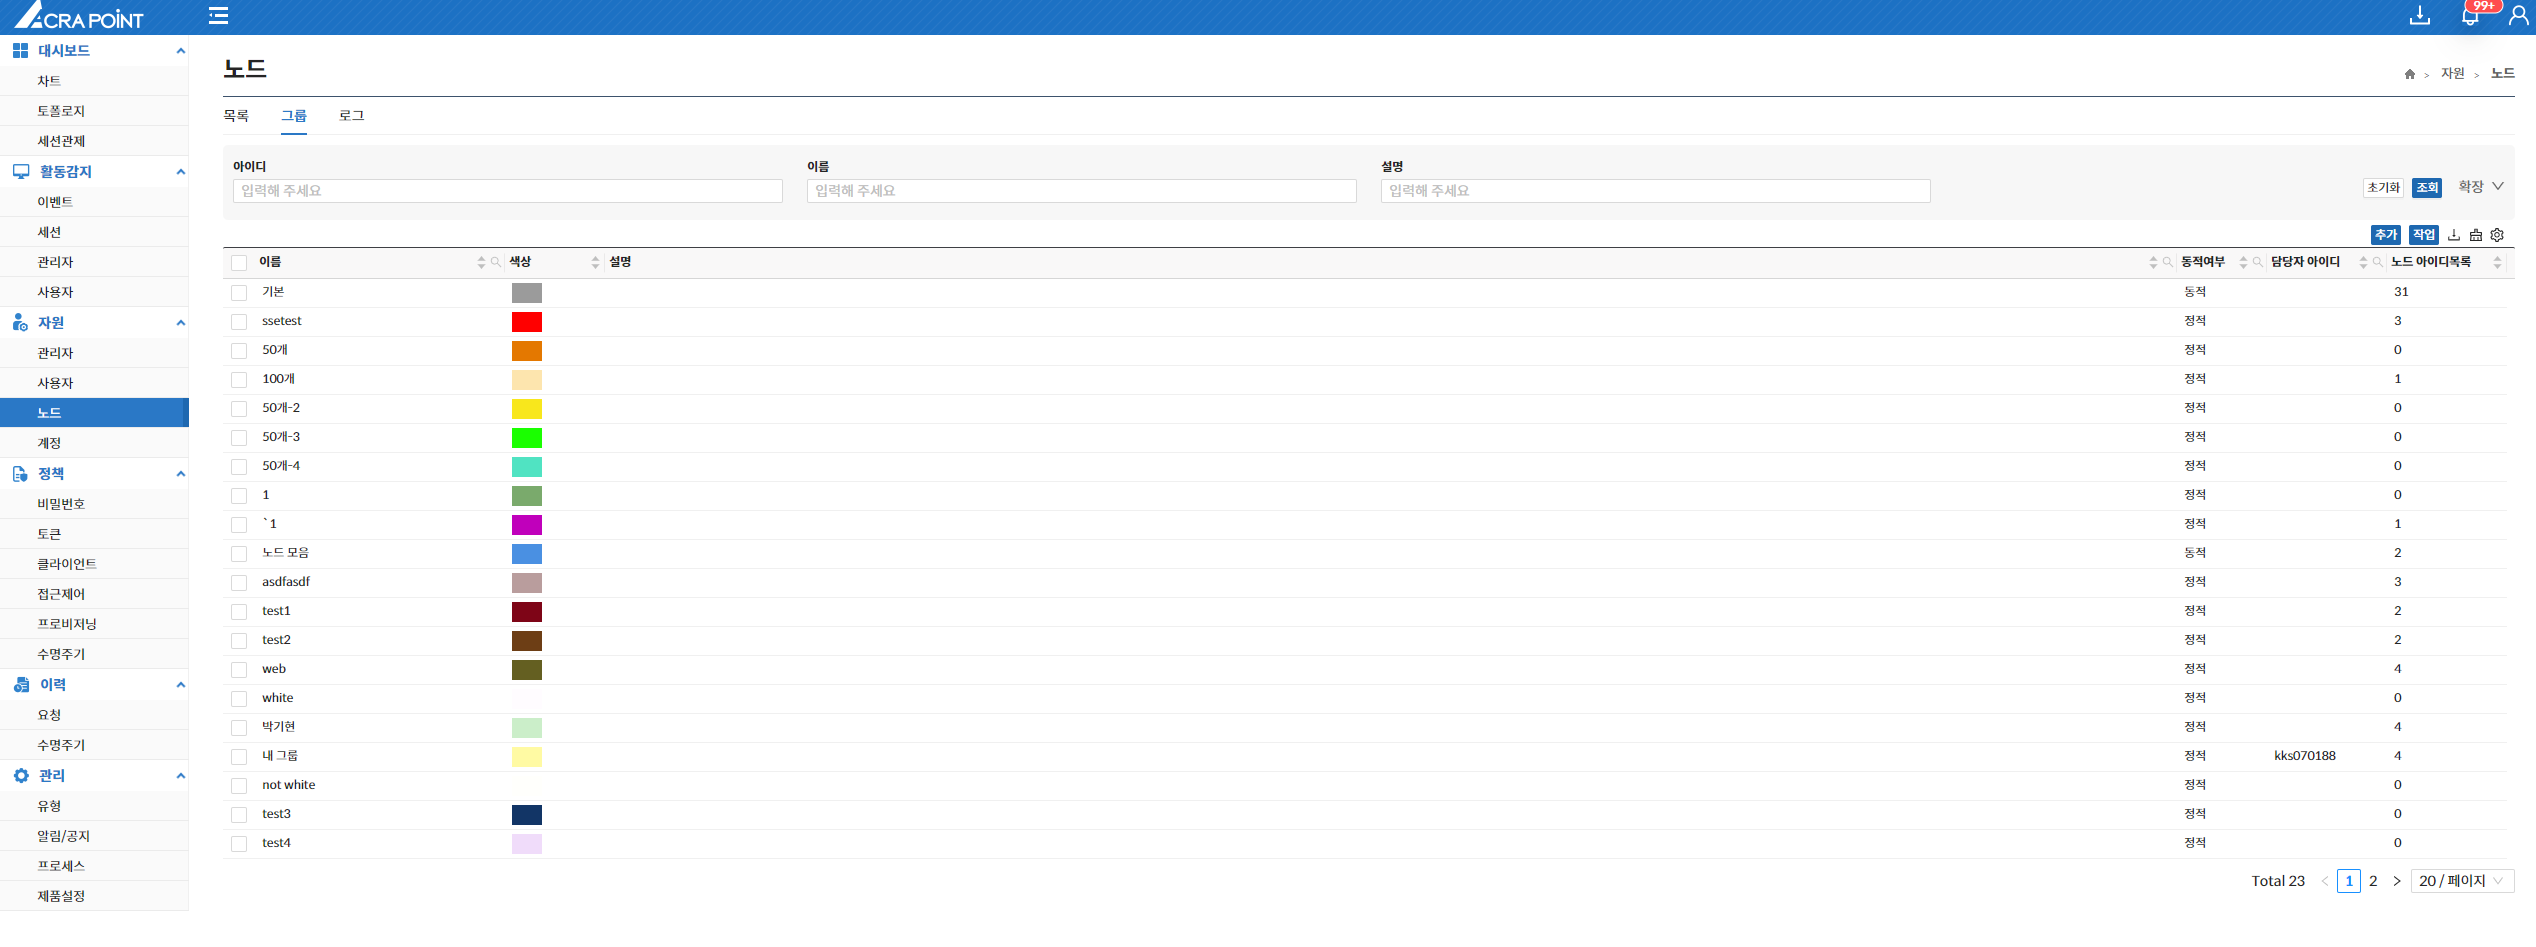 ACRA POINT
99+
대시보드
차트
토폴로지
세션관제
활동감지
이벤트
세션
관리자
사용자
자원
관리자
사용자
노드
계정
정책
비밀번호
토큰
클라이언트
접근제어
프로비저닝
수명주기
이력
요청
수명주기
관리
유형
알림/공지
프로세스
제품설정
노드
> 자원 > 노드
목록 그룹 로그
아이디 이름 설명
입력해 주세요 입력해 주세요 입력해 주세요
초기화 조회 확장
추가 작업
이름 색상 설명 동적여부 담당자 아이디 노드 아이디목록
기본 동적 31
ssetest 정적 3
50개 정적 0
100개 정적 1
50개-2 정적 0
50개-3 정적 0
50개-4 정적 0
1 정적 0
`1 정적 1
노드 모음 동적 2
asdfasdf 정적 3
test1 정적 2
test2 정적 2
web 정적 4
white 정적 0
박기현 정적 4
내 그룹 정적 kks070188 4
not white 정적 0
test3 정적 0
test4 정적 0
Total 23 < 1 2 > 20 / 페이지